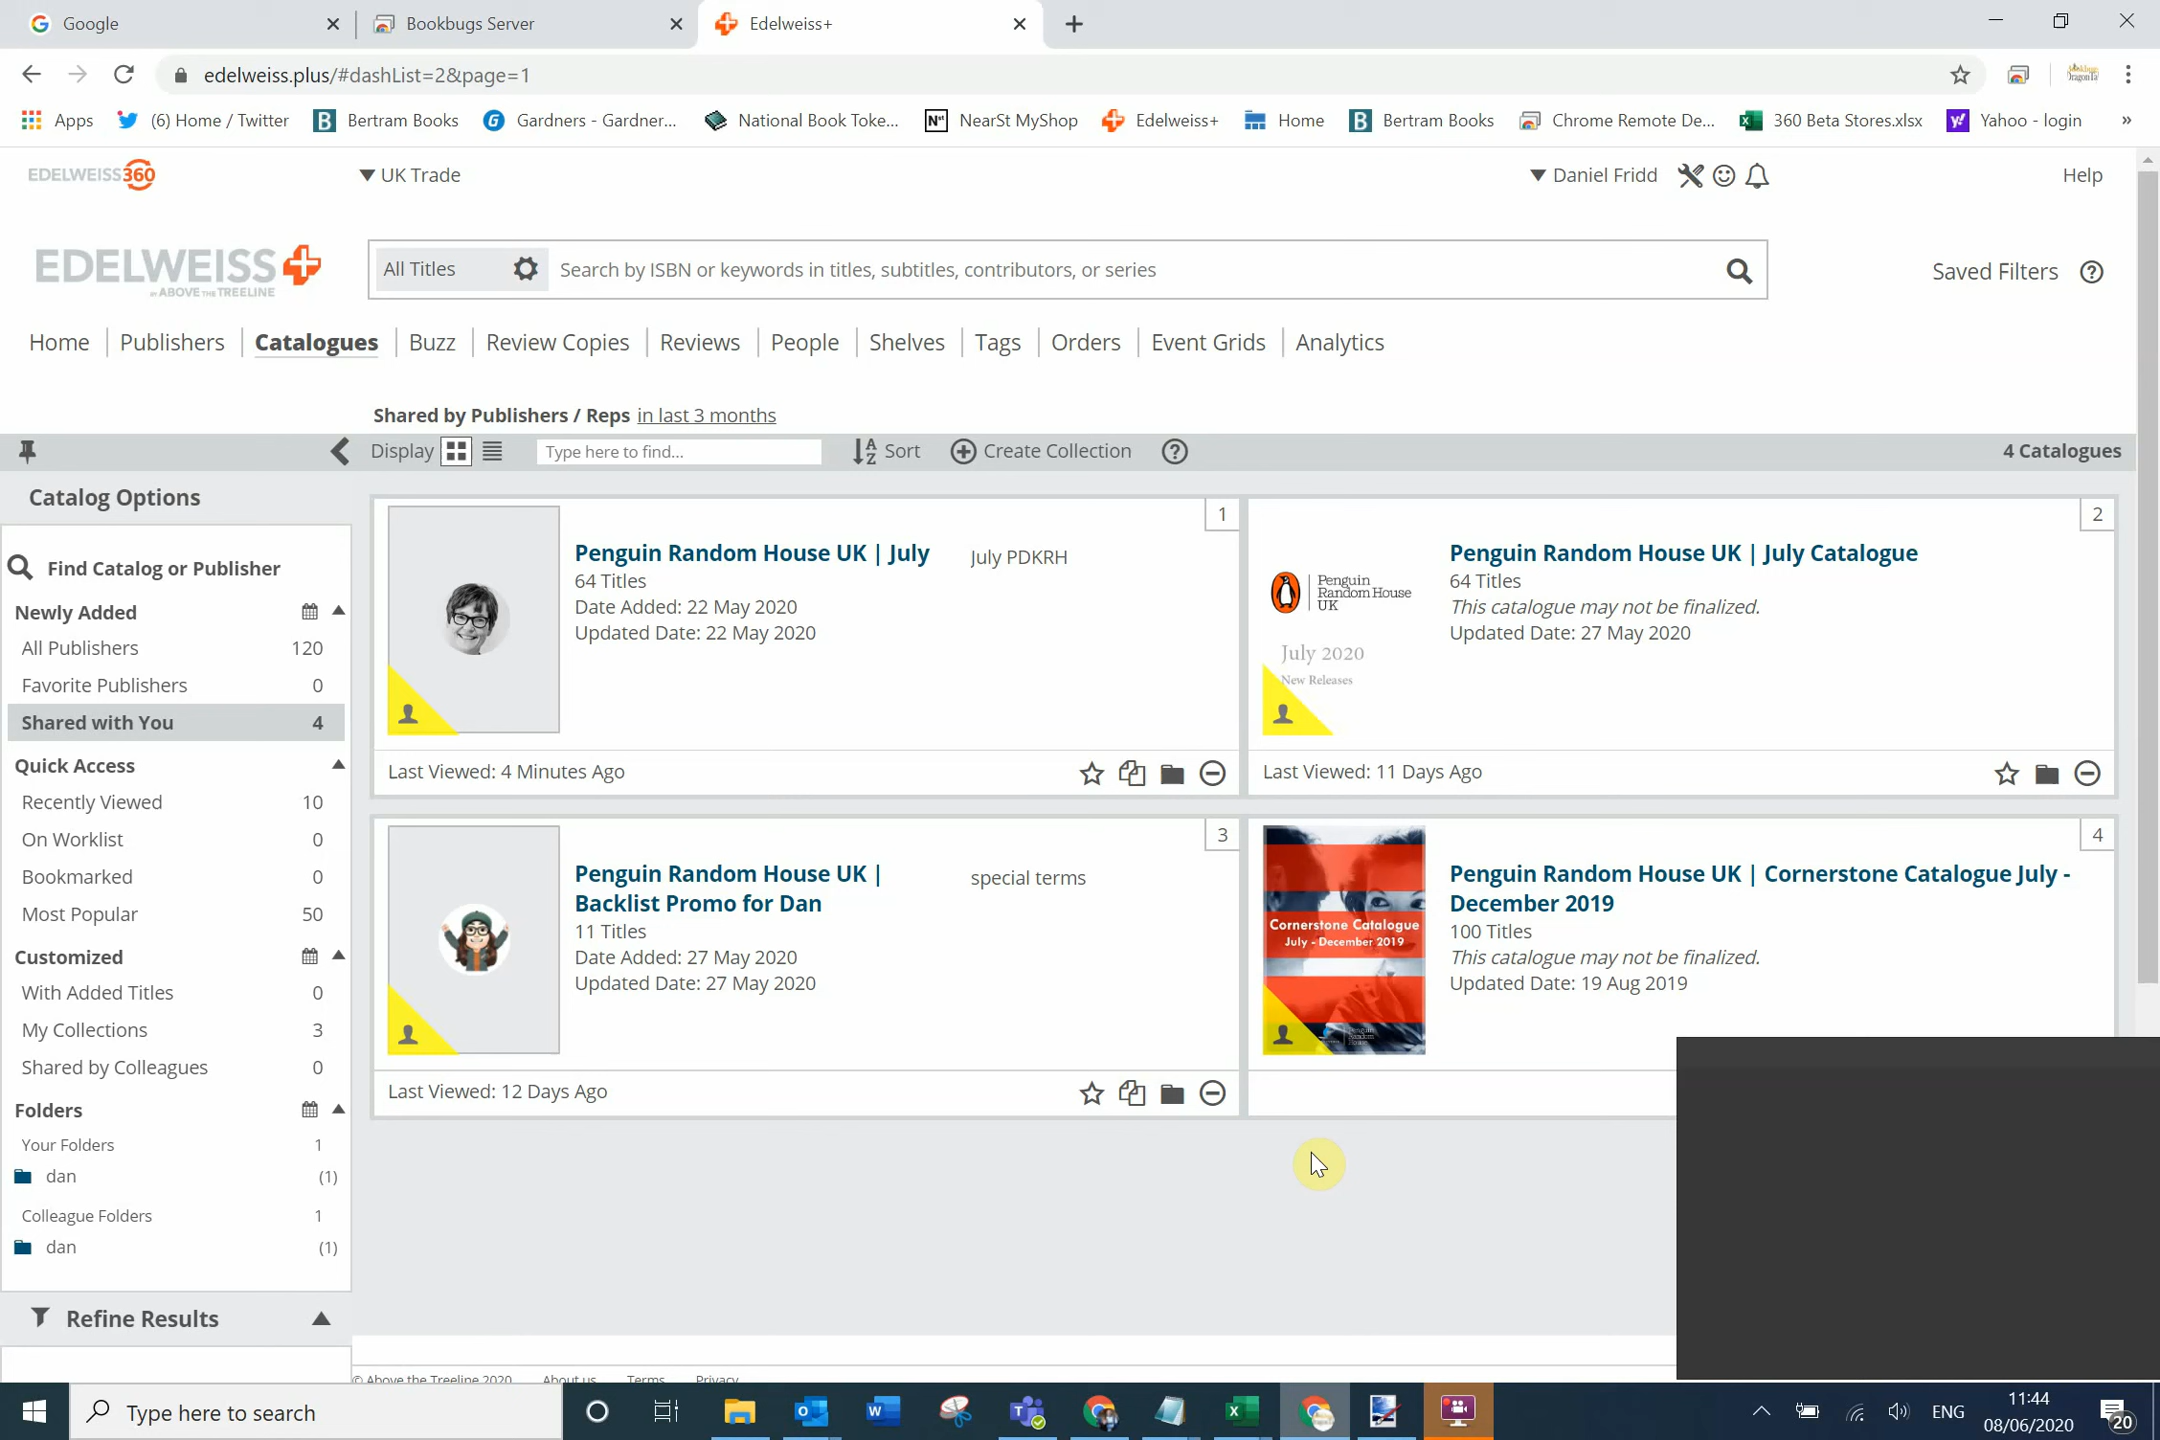 Google
Bookbugs Server
Edelweiss+
edelweiss.plus/#dashList=2&page=1
Apps
(6) Home / Twitter
Bertram Books
Gardners - Gardner...
National Book Toke...
NearSt MyShop
Edelweiss+
Home
Bertram Books
Chrome Remote De...
360 Beta Stores.xlsx
Yahoo - login
»
EDELWEISS360
UK Trade
Daniel Fridd
Help
EDELWEISS
BY ABOVE THE TREELINE
All Titles
Search by ISBN or keywords in titles, subtitles, contributors, or series
Saved Filters
Home
Publishers
Catalogues
Buzz
Review Copies
Reviews
People
Shelves
Tags
Orders
Event Grids
Analytics
Shared by Publishers / Reps in last 3 months
Display
Type here to find...
Sort
Create Collection
4 Catalogues
Catalog Options
Find Catalog or Publisher
Newly Added
All Publishers 120
Favorite Publishers 0
Shared with You 4
Quick Access
Recently Viewed 10
On Worklist 0
Bookmarked 0
Most Popular 50
Customized
With Added Titles 0
My Collections 3
Shared by Colleagues 0
Folders
Your Folders 1
dan (1)
Colleague Folders 1
dan (1)
Refine Results
1
Penguin Random House UK | July
July PDKRH
64 Titles
Date Added: 22 May 2020
Updated Date: 22 May 2020
Last Viewed: 4 Minutes Ago
2
Penguin
Random House
UK
July 2020
New Releases
Penguin Random House UK | July Catalogue
64 Titles
This catalogue may not be finalized.
Updated Date: 27 May 2020
Last Viewed: 11 Days Ago
3
Penguin Random House UK |
Backlist Promo for Dan
special terms
11 Titles
Date Added: 27 May 2020
Updated Date: 27 May 2020
Last Viewed: 12 Days Ago
4
Cornerstone Catalogue
July - December 2019
Penguin Random House UK | Cornerstone Catalogue July -
December 2019
100 Titles
This catalogue may not be finalized.
Updated Date: 19 Aug 2019
© Above the Treeline 2020
About us
Terms
Privacy
Type here to search
ENG
11:44
08/06/2020
20